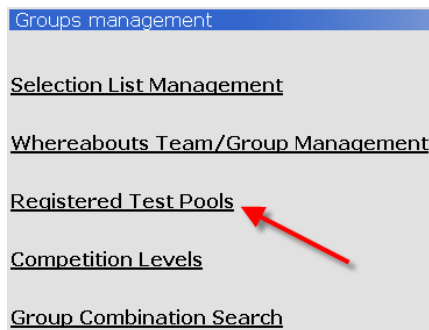 Groups management
Selection List Management
Whereabouts Team/Group Management
Registered Test Pools
Competition Levels
Group Combination Search